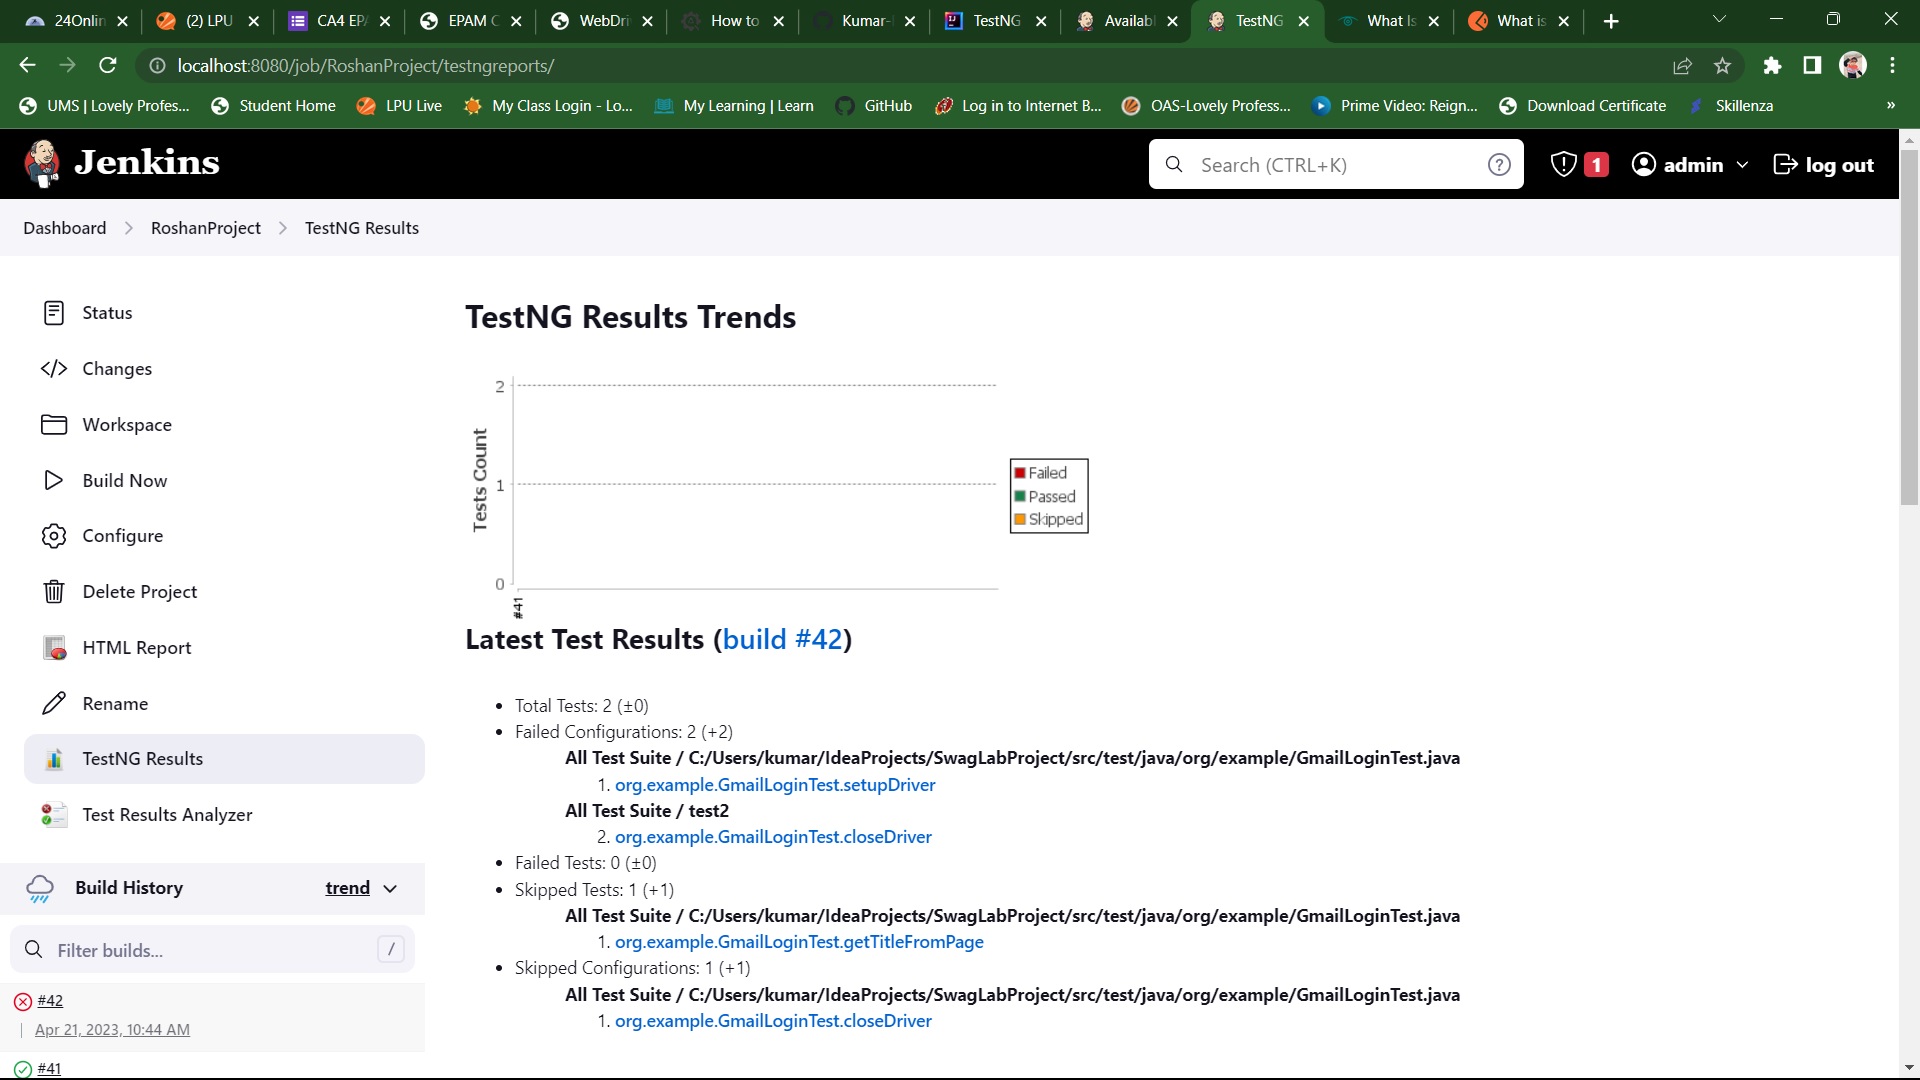 24Onlin
(2) LPU
CA4 EP
EPAM C
WebDri
How to
Kumar-
TestNG
Availabl
TestNG
What Is
What is
localhost:8080/job/RoshanProject/testngreports/
UMS | Lovely Profes...
Student Home
LPU Live
My Class Login - Lo...
My Learning | Learn
GitHub
Log in to Internet B...
OAS-Lovely Profess...
Prime Video: Reign...
Download Certificate
Skillenza
»
Jenkins
Search (CTRL+K)
?
1
admin
log out
Dashboard
RoshanProject
TestNG Results
Status
Changes
Workspace
Build Now
Configure
Delete Project
HTML Report
Rename
TestNG Results
Test Results Analyzer
Build History
trend
Filter builds...
/
#42
Apr 21, 2023, 10:44 AM
#41
TestNG Results Trends
Tests Count
2
1
0
#41
Failed
Passed
Skipped
Latest Test Results (build #42)
• Total Tests: 2 (±0)
• Failed Configurations: 2 (+2)
All Test Suite / C:/Users/kumar/IdeaProjects/SwagLabProject/src/test/java/org/example/GmailLoginTest.java
1. org.example.GmailLoginTest.setupDriver
All Test Suite / test2
2. org.example.GmailLoginTest.closeDriver
• Failed Tests: 0 (±0)
• Skipped Tests: 1 (+1)
All Test Suite / C:/Users/kumar/IdeaProjects/SwagLabProject/src/test/java/org/example/GmailLoginTest.java
1. org.example.GmailLoginTest.getTitleFromPage
• Skipped Configurations: 1 (+1)
All Test Suite / C:/Users/kumar/IdeaProjects/SwagLabProject/src/test/java/org/example/GmailLoginTest.java
1. org.example.GmailLoginTest.closeDriver